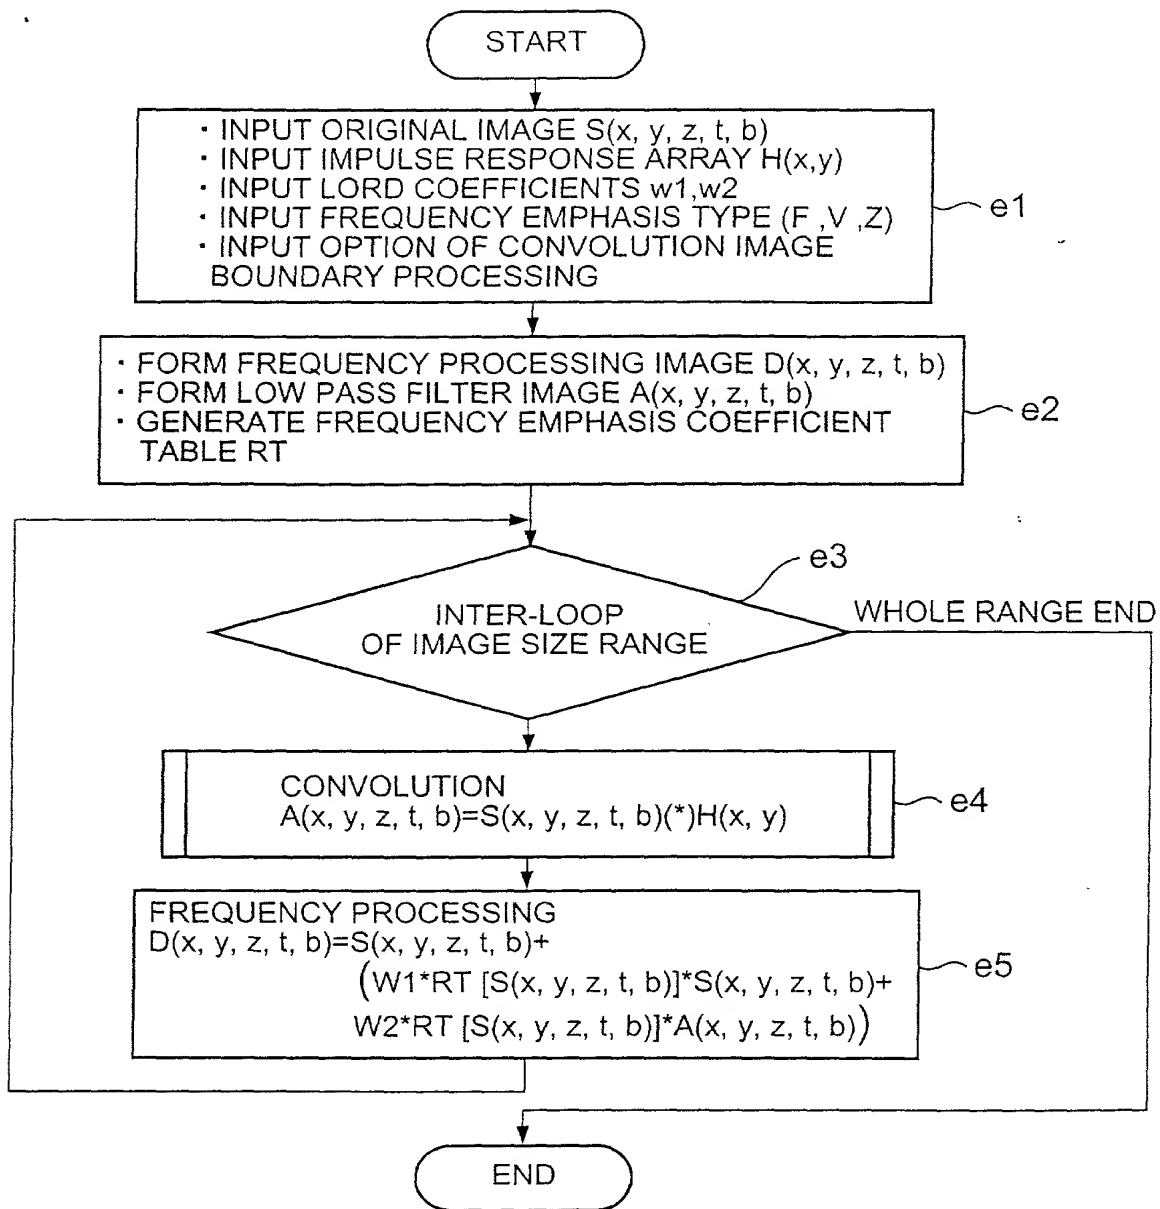 START
· INPUT ORIGINAL IMAGE S(x, y, z, t, b)
· INPUT IMPULSE RESPONSE ARRAY H(x,y)
· INPUT LORD COEFFICIENTS w1,w2
· INPUT FREQUENCY EMPHASIS TYPE (F ,V ,Z)
· INPUT OPTION OF CONVOLUTION IMAGE
BOUNDARY PROCESSING
e1
· FORM FREQUENCY PROCESSING IMAGE D(x, y, z, t, b)
· FORM LOW PASS FILTER IMAGE A(x, y, z, t, b)
· GENERATE FREQUENCY EMPHASIS COEFFICIENT
TABLE RT
e2
e3
INTER-LOOP
OF IMAGE SIZE RANGE
WHOLE RANGE END
CONVOLUTION
A(x, y, z, t, b)=S(x, y, z, t, b)(*)H(x, y)
e4
FREQUENCY PROCESSING
D(x, y, z, t, b)=S(x, y, z, t, b)+
(W1*RT [S(x, y, z, t, b)]*S(x, y, z, t, b)+
W2*RT [S(x, y, z, t, b)]*A(x, y, z, t, b))
e5
END